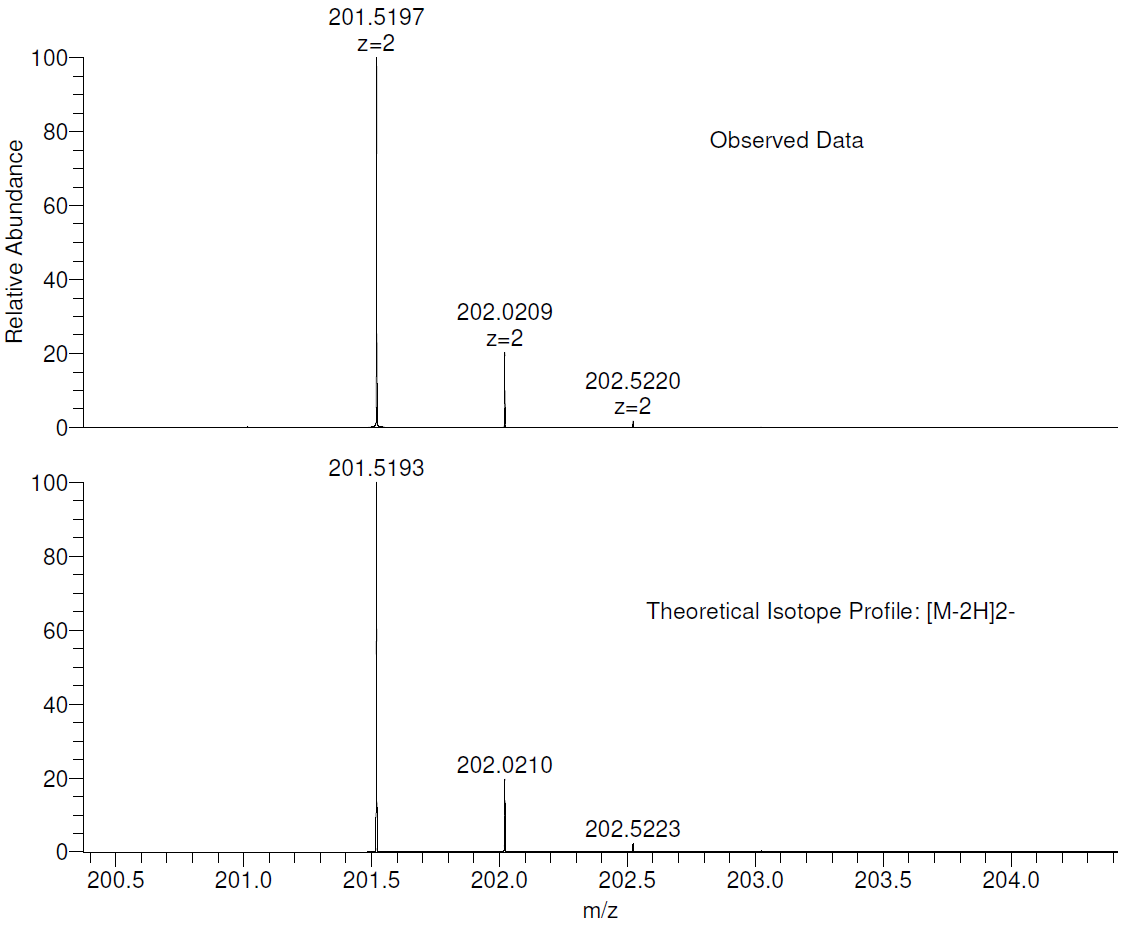 201.5197
z=2
100
80
60
40
20
0
Relative Abundance
Observed Data
202.0209
z=2
202.5220
z=2
201.5193
100
80
60
40
20
0
Theoretical Isotope Profile: [M-2H]2-
202.0210
202.5223
200.5 201.0 201.5 202.0 202.5 203.0 203.5 204.0
m/z